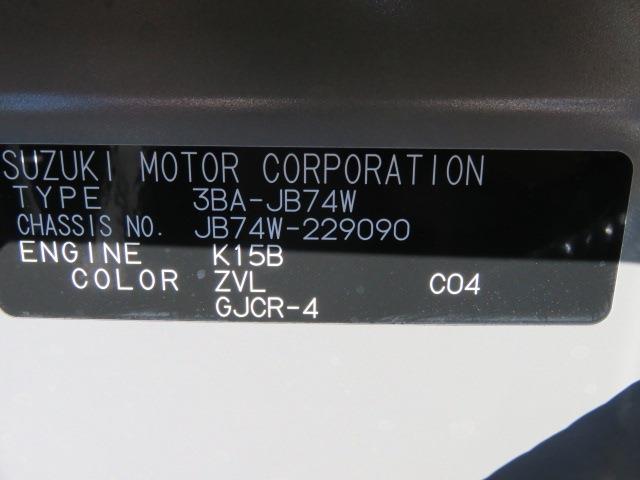 SUZUKI MOTOR CORPORATION
TYPE 3BA-JB74W
CHASSIS NO. JB74W-229090
ENGINE K15B
COLOR ZVL C04
GJCR-4